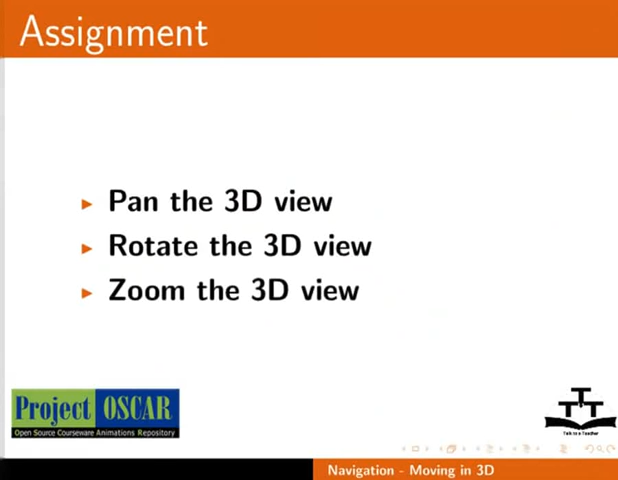 Assignment
Pan the 3D view
Rotate the 3D view
Zoom the 3D view
Project OSCAR
Open Source Courseware Animations Repository
TTT
Talk to a Teacher
Navigation - Moving in 3D